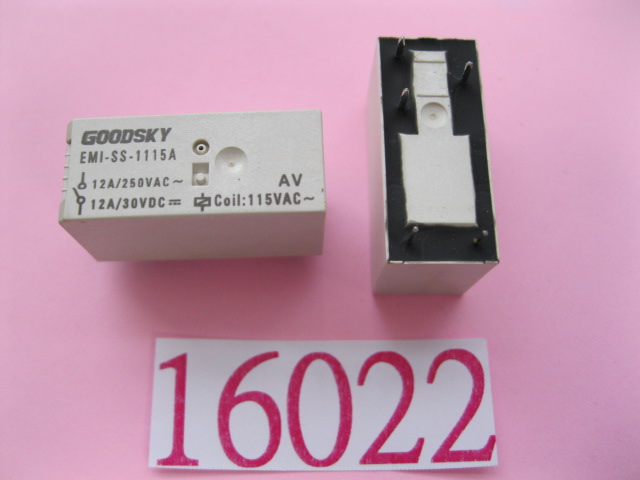 GOODSKY
EMI-SS-1115A
12A/250VAC~
AV
12A/30VDC⎓
Coil:115VAC~
16022